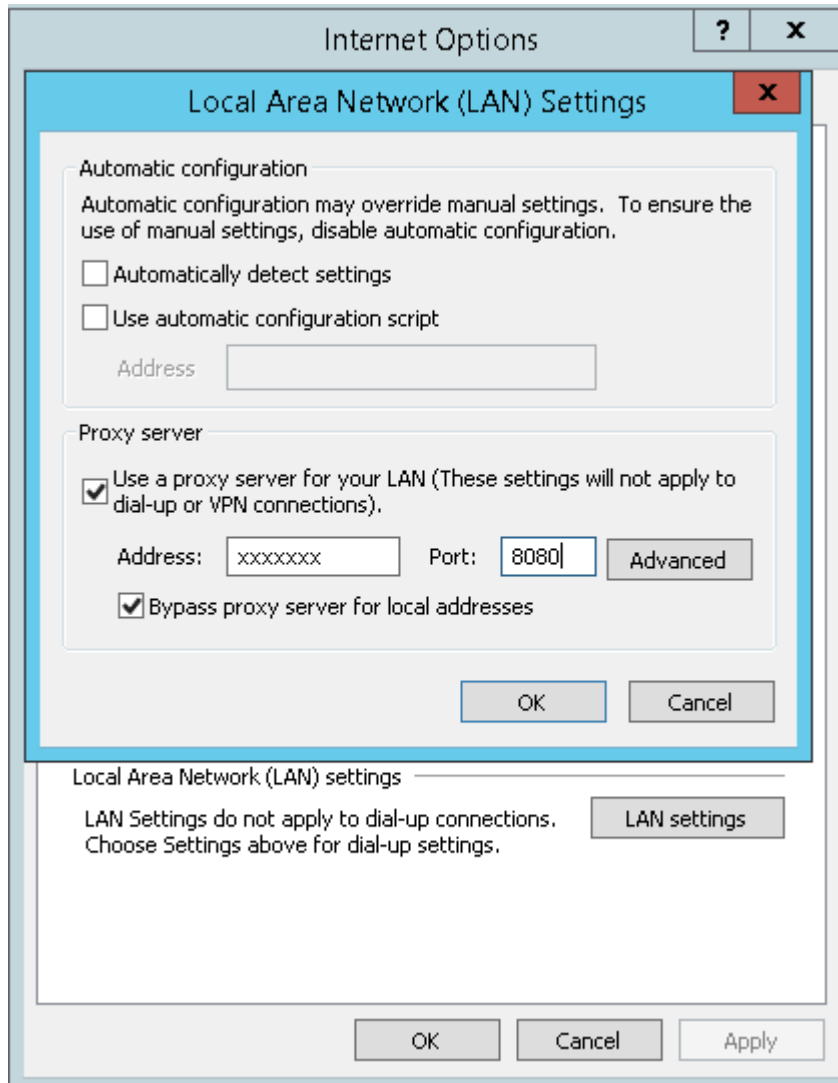 Internet Options
? x
Local Area Network (LAN) Settings
x
Automatic configuration
Automatic configuration may override manual settings. To ensure the
use of manual settings, disable automatic configuration.
Automatically detect settings
Use automatic configuration script
Address
Proxy server
Use a proxy server for your LAN (These settings will not apply to
dial-up or VPN connections).
Address: xxxxxxx Port: 8080 Advanced
Bypass proxy server for local addresses
OK Cancel
Local Area Network (LAN) settings
LAN Settings do not apply to dial-up connections. LAN settings
Choose Settings above for dial-up settings.
OK Cancel Apply